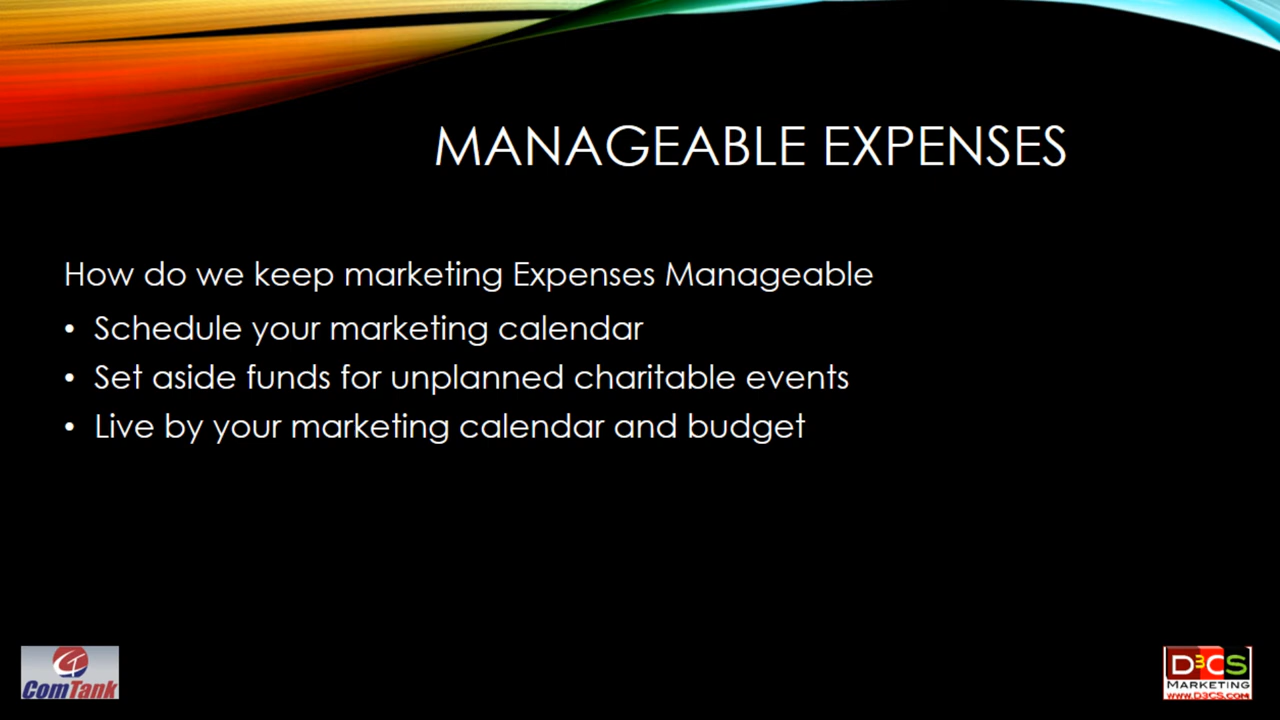 MANAGEABLE EXPENSES
How do we keep marketing Expenses Manageable
• Schedule your marketing calendar
• Set aside funds for unplanned charitable events
• Live by your marketing calendar and budget
ComTank
D3CS
MARKETING
www.D3CS.com